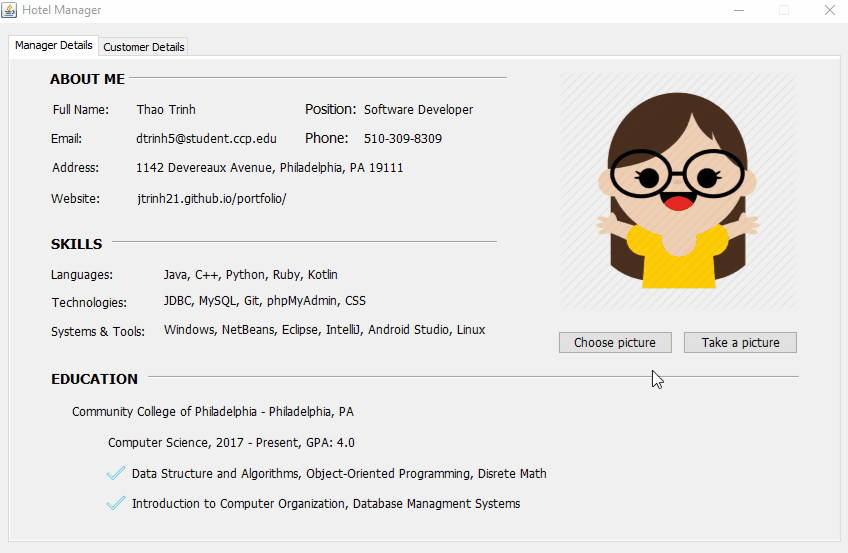 Hotel Manager
Manager Details Customer Details
ABOUT ME
Full Name: Thao Trinh Position: Software Developer
Email: dtrinh5@student.ccp.edu Phone: 510-309-8309
Address: 1142 Devereaux Avenue, Philadelphia, PA 19111
Website: jtrinh21.github.io/portfolio/
SKILLS
Languages: Java, C++, Python, Ruby, Kotlin
Technologies: JDBC, MySQL, Git, phpMyAdmin, CSS
Systems & Tools: Windows, NetBeans, Eclipse, IntelliJ, Android Studio, Linux
Choose picture Take a picture
EDUCATION
Community College of Philadelphia - Philadelphia, PA
Computer Science, 2017 - Present, GPA: 4.0
Data Structure and Algorithms, Object-Oriented Programming, Disrete Math
Introduction to Computer Organization, Database Managment Systems